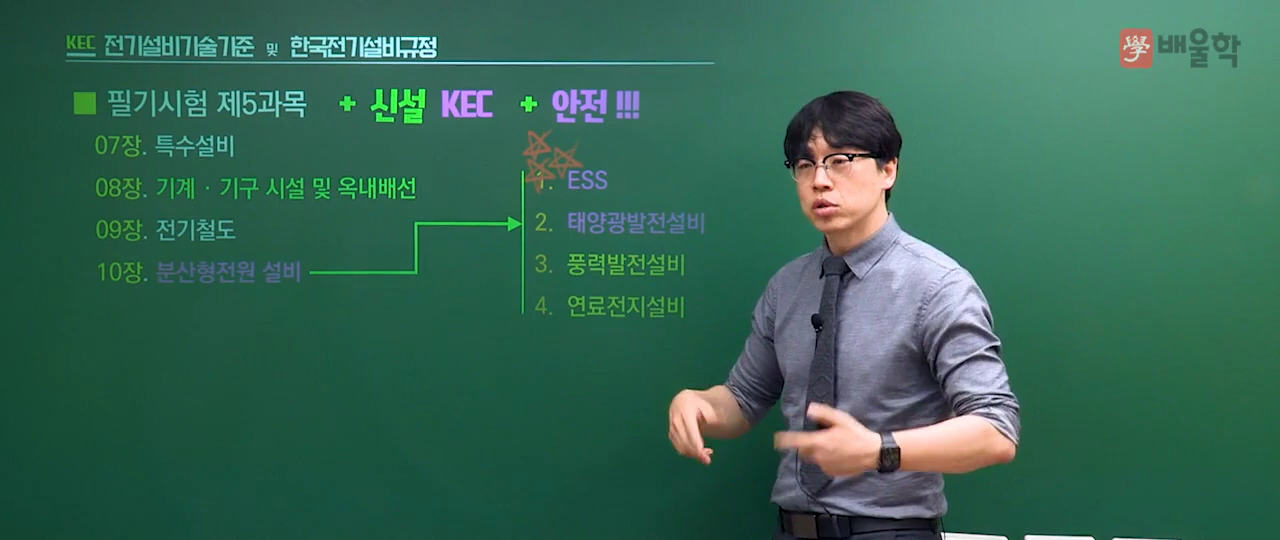 KEC 전기설비기술기준 및 한국전기설비규정
學 배울학
■ 필기시험 제5과목 + 신설 KEC + 안전 !!!
07장. 특수설비
08장. 기계 · 기구 시설 및 옥내배선
09장. 전기철도
10장. 분산형전원 설비
1. ESS
2. 태양광발전설비
3. 풍력발전설비
4. 연료전지설비